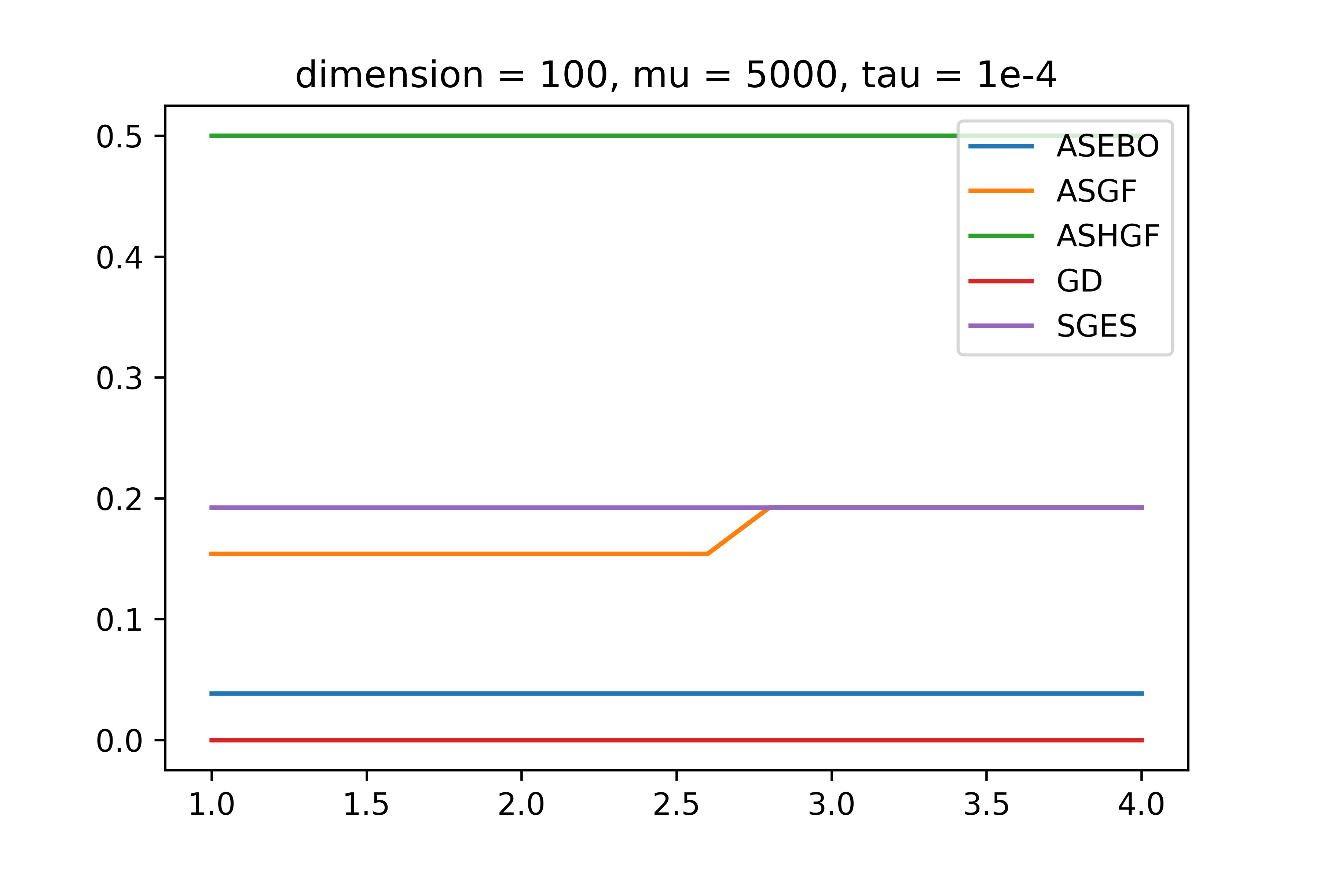 dimension = 100, mu = 5000, tau = 1e-4
0.5
0.4
0.3
0.2
0.1
0.0
ASEBO
ASGF
ASHGF
GD
SGES
1.0 1.5 2.0 2.5 3.0 3.5 4.0